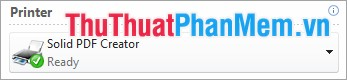 Printer
ThuThuatPhanMem.vn
Solid PDF Creator
Ready